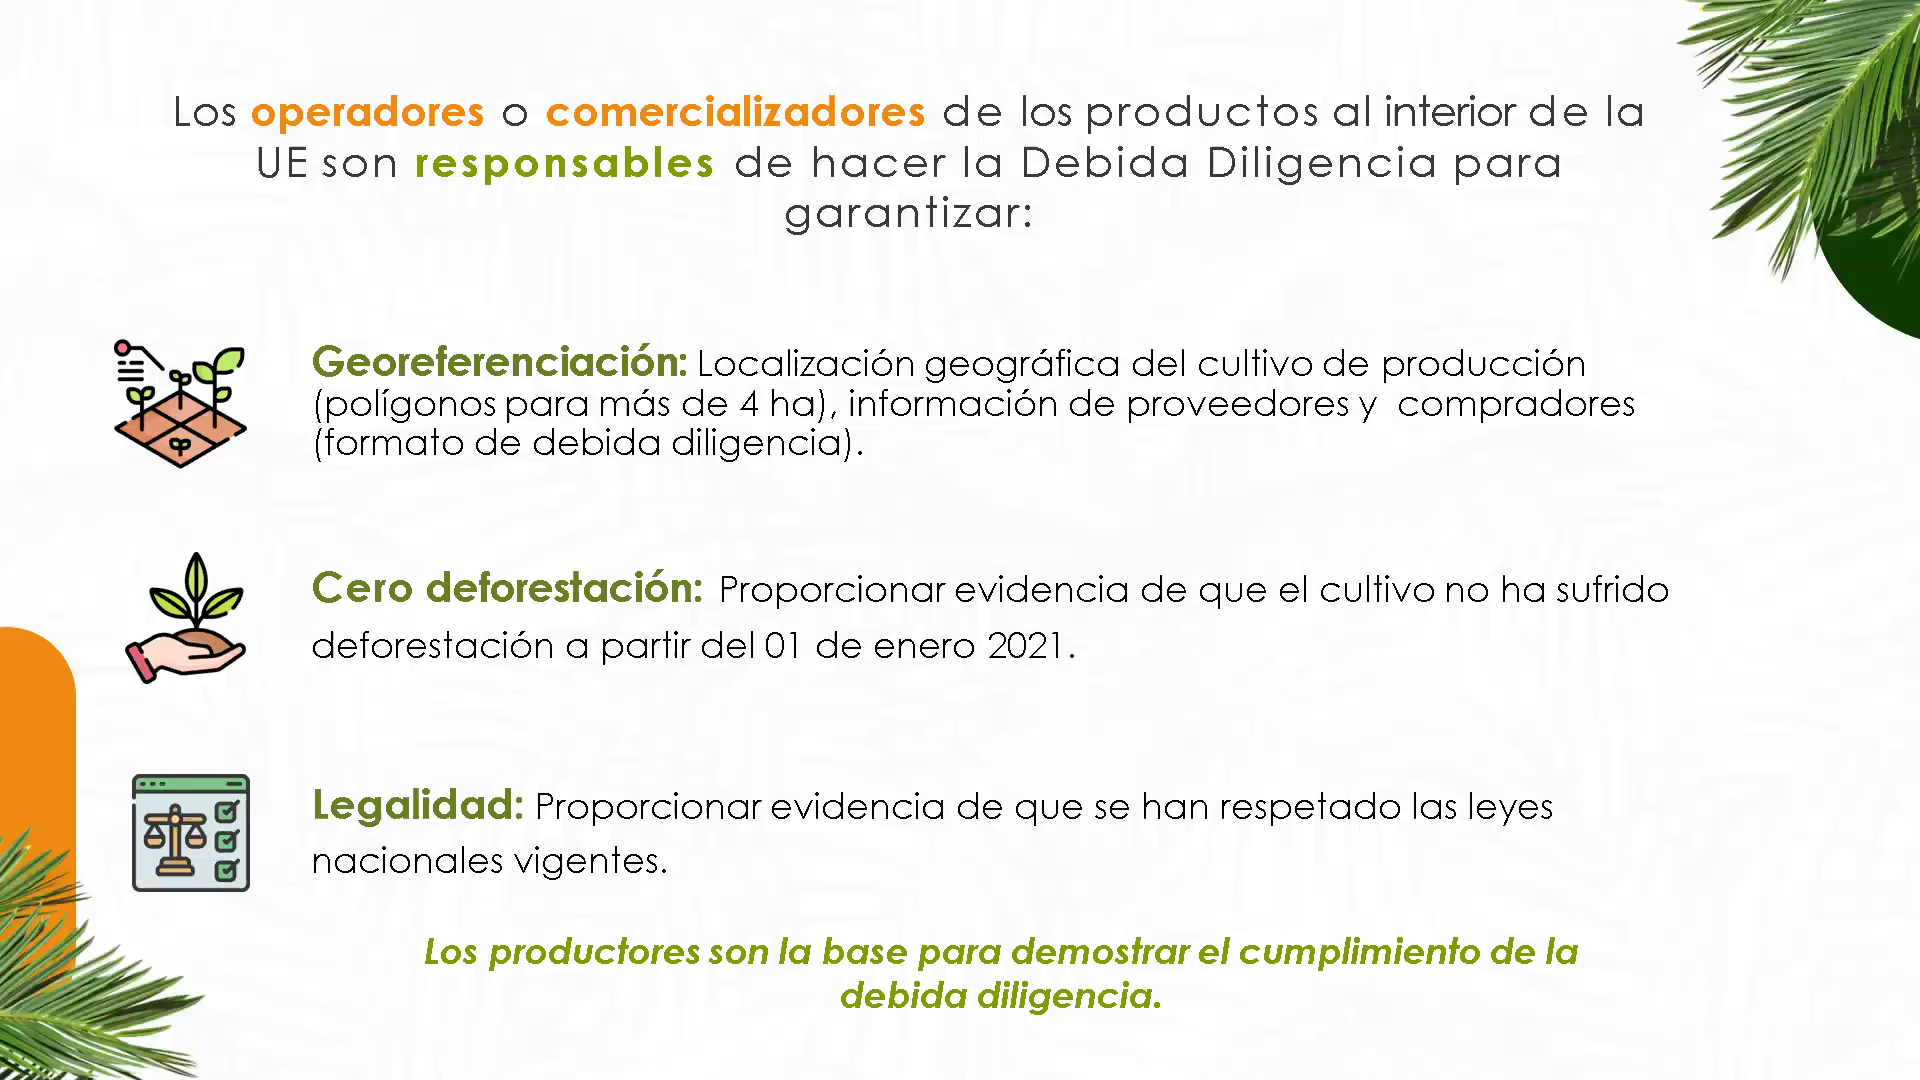 Los operadores o comercializadores de los productos al interior de la
UE son responsables de hacer la Debida Diligencia para
garantizar:
Georeferenciación: Localización geográfica del cultivo de producción
(polígonos para más de 4 ha), información de proveedores y compradores
(formato de debida diligencia).
Cero deforestación: Proporcionar evidencia de que el cultivo no ha sufrido
deforestación a partir del 01 de enero 2021.
Legalidad: Proporcionar evidencia de que se han respetado las leyes
nacionales vigentes.
Los productores son la base para demostrar el cumplimiento de la
debida diligencia.